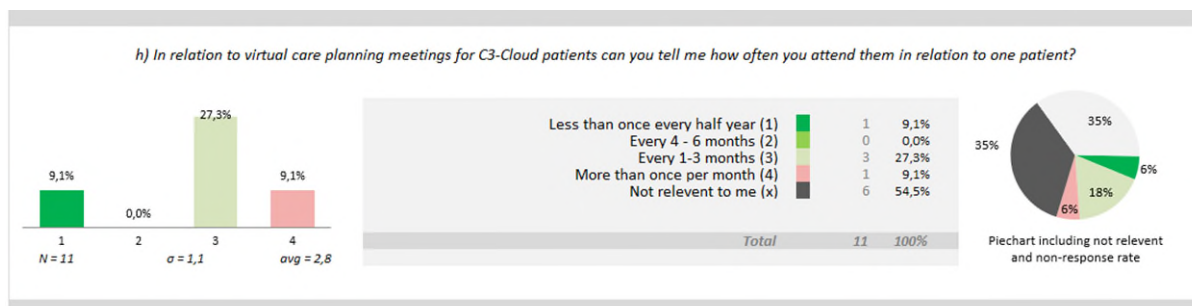 h) In relation to virtual care planning meetings for C3-Cloud patients can you tell me how often you attend them in relation to one patient?
9,1%
0,0%
27,3%
9,1%
1 2 3 4
N = 11 σ = 1,1 avg = 2,8
Less than once every half year (1) 1 9,1%
Every 4 - 6 months (2) 0 0,0%
Every 1-3 months (3) 3 27,3%
More than once per month (4) 1 9,1%
Not relevent to me (x) 6 54,5%
Total 11 100%
35%
35%
6%
18%
6%
Piechart including not relevent
and non-response rate